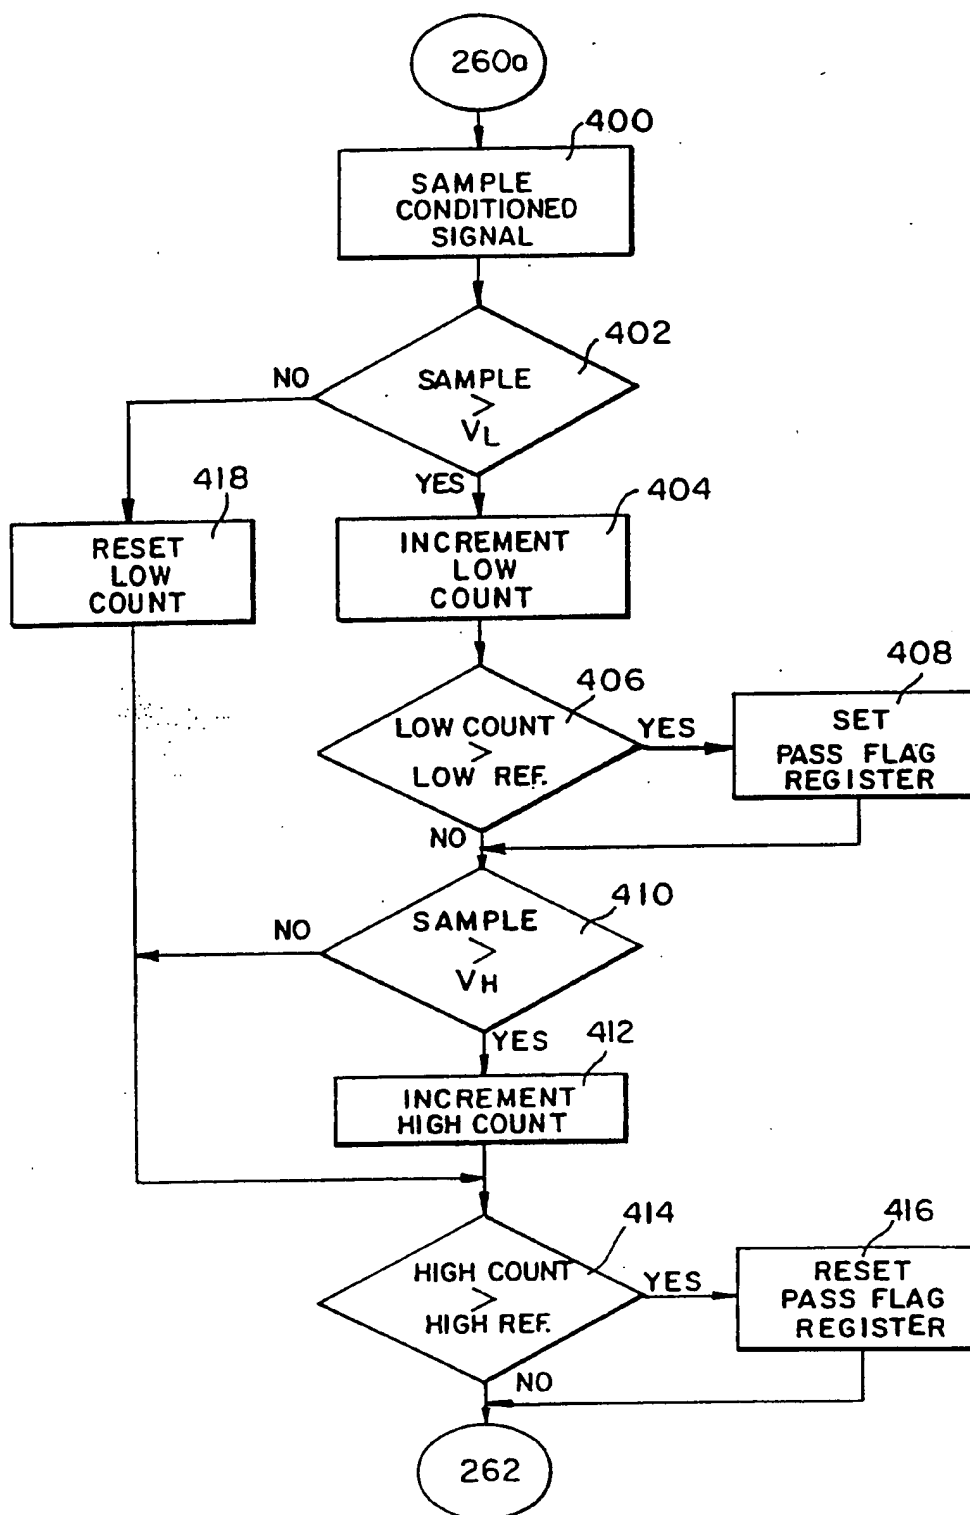 260a
400
SAMPLE
CONDITIONED
SIGNAL
402
NO
SAMPLE
>
VL
YES
418
RESET
LOW
COUNT
404
INCREMENT
LOW
COUNT
406
LOW COUNT
>
LOW REF.
YES
408
SET
PASS FLAG
REGISTER
NO
410
NO
SAMPLE
>
VH
YES
412
INCREMENT
HIGH COUNT
414
HIGH COUNT
>
HIGH REF.
YES
416
RESET
PASS FLAG
REGISTER
NO
262